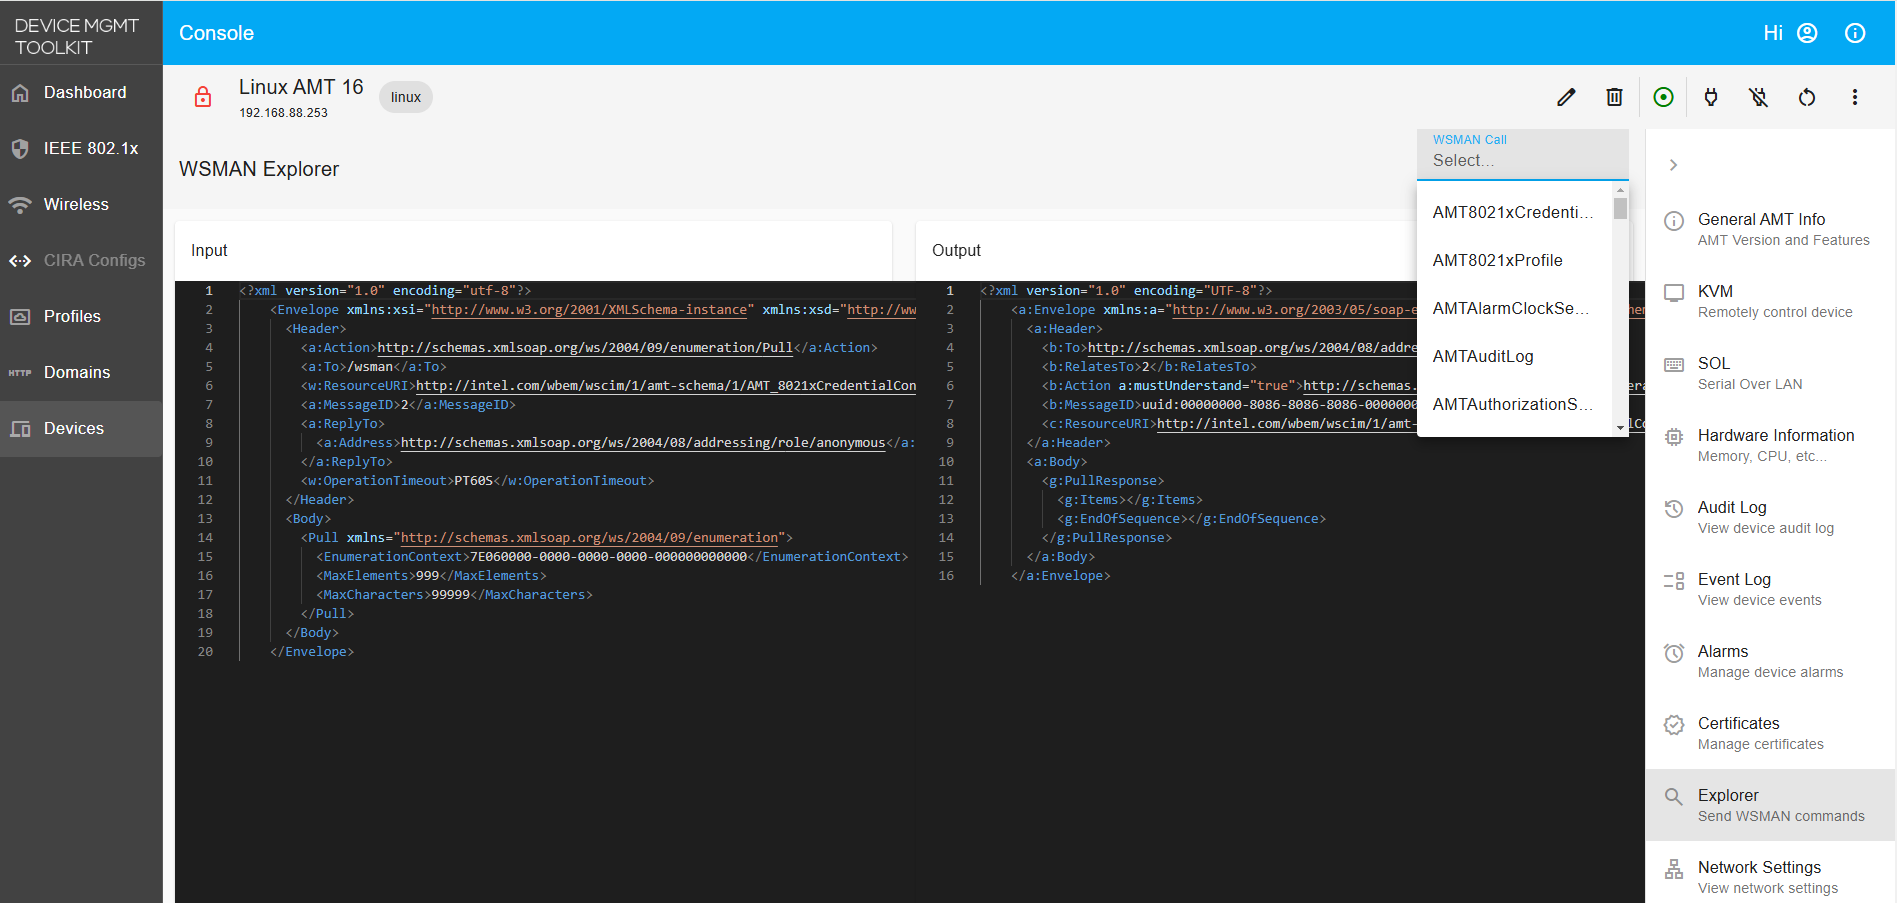 DEVICE MGMT
TOOLKIT
Console
Hi
Dashboard
IEEE 802.1x
Wireless
CIRA Configs
Profiles
HTTP
Domains
Devices
Linux AMT 16
linux
192.168.88.253
WSMAN Explorer
WSMAN Call
Select...
AMT8021xCredenti...
AMT8021xProfile
AMTAlarmClockSe...
AMTAuditLog
AMTAuthorizationS...
Input
1 <?xml version="1.0" encoding="utf-8"?>
2 <Envelope xmlns:xsi="http://www.w3.org/2001/XMLSchema-instance" xmlns:xsd="http://ww
3 <Header>
4 <a:Action>http://schemas.xmlsoap.org/ws/2004/09/enumeration/Pull</a:Action>
5 <a:To>/wsman</a:To>
6 <w:ResourceURI>http://intel.com/wbem/wscim/1/amt-schema/1/AMT_8021xCredentialCon
7 <a:MessageID>2</a:MessageID>
8 <a:ReplyTo>
9 <a:Address>http://schemas.xmlsoap.org/ws/2004/08/addressing/role/anonymous</a:
10 </a:ReplyTo>
11 <w:OperationTimeout>PT60S</w:OperationTimeout>
12 </Header>
13 <Body>
14 <Pull xmlns="http://schemas.xmlsoap.org/ws/2004/09/enumeration">
15 <EnumerationContext>7E060000-0000-0000-0000-000000000000</EnumerationContext>
16 <MaxElements>999</MaxElements>
17 <MaxCharacters>99999</MaxCharacters>
18 </Pull>
19 </Body>
20 </Envelope>
Output
1 <?xml version="1.0" encoding="UTF-8"?>
2 <a:Envelope xmlns:a="http://www.w3.org/2003/05/soap-e
3 <a:Header>
4 <b:To>http://schemas.xmlsoap.org/ws/2004/08/addre
5 <b:RelatesTo>2</b:RelatesTo>
6 <b:Action a:mustUnderstand="true">http://schemas.
7 <b:MessageID>uuid:00000000-8086-8086-8086-0000000
8 <c:ResourceURI>http://intel.com/wbem/wscim/1/amt-
9 </a:Header>
10 <a:Body>
11 <g:PullResponse>
12 <g:Items></g:Items>
13 <g:EndOfSequence></g:EndOfSequence>
14 </g:PullResponse>
15 </a:Body>
16 </a:Envelope>
General AMT Info
AMT Version and Features
KVM
Remotely control device
SOL
Serial Over LAN
Hardware Information
Memory, CPU, etc...
Audit Log
View device audit log
Event Log
View device events
Alarms
Manage device alarms
Certificates
Manage certificates
Explorer
Send WSMAN commands
Network Settings
View network settings